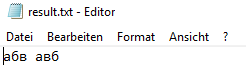 result.txt - Editor
Datei Bearbeiten Format Ansicht ?
абв авб